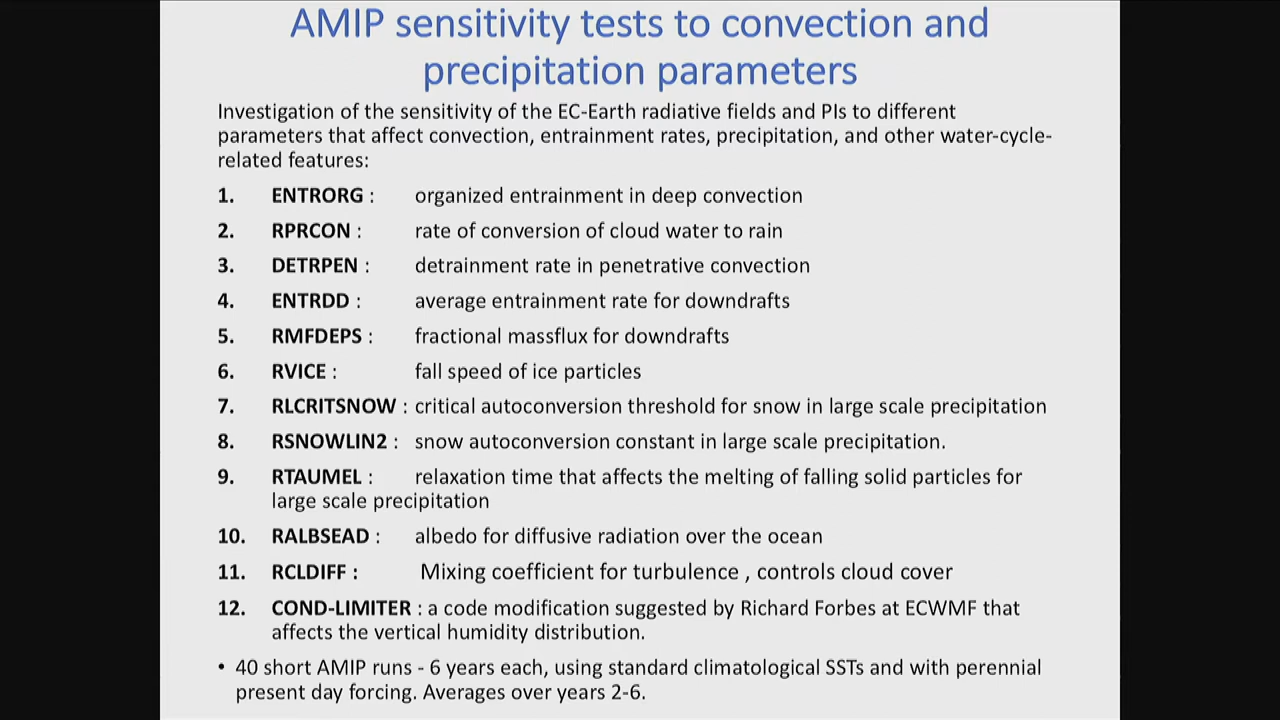 AMIP sensitivity tests to convection and
precipitation parameters
Investigation of the sensitivity of the EC-Earth radiative fields and PIs to different
parameters that affect convection, entrainment rates, precipitation, and other water-cycle-
related features:
1. ENTRORG : organized entrainment in deep convection
2. RPRCON : rate of conversion of cloud water to rain
3. DETRPEN : detrainment rate in penetrative convection
4. ENTRDD : average entrainment rate for downdrafts
5. RMFDEPS : fractional massflux for downdrafts
6. RVICE : fall speed of ice particles
7. RLCRITSNOW : critical autoconversion threshold for snow in large scale precipitation
8. RSNOWLIN2 : snow autoconversion constant in large scale precipitation.
9. RTAUMEL : relaxation time that affects the melting of falling solid particles for
large scale precipitation
10. RALBSEAD : albedo for diffusive radiation over the ocean
11. RCLDIFF : Mixing coefficient for turbulence , controls cloud cover
12. COND-LIMITER : a code modification suggested by Richard Forbes at ECWMF that
affects the vertical humidity distribution.
• 40 short AMIP runs - 6 years each, using standard climatological SSTs and with perennial
present day forcing. Averages over years 2-6.